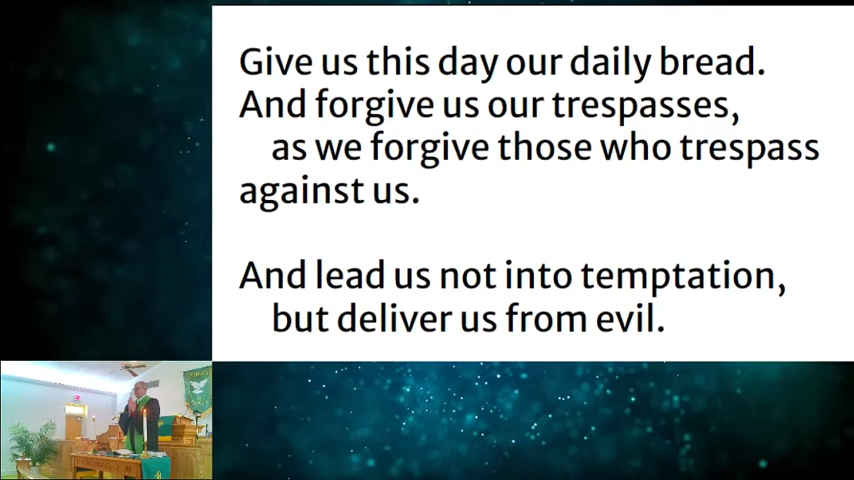 Give us this day our daily bread.
And forgive us our trespasses,
as we forgive those who trespass
against us.
And lead us not into temptation,
but deliver us from evil.